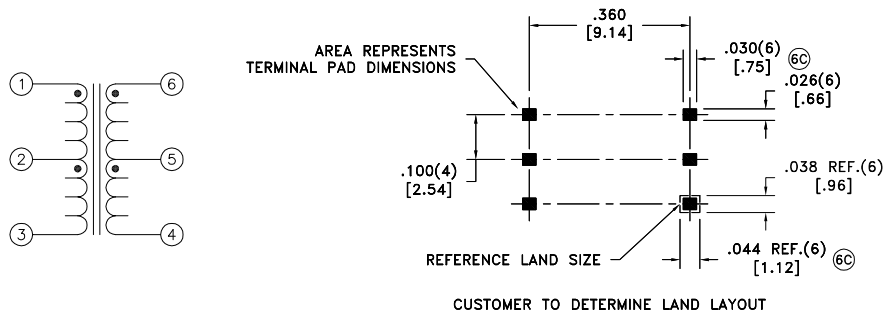 1
6
2
5
3
4
AREA REPRESENTS
TERMINAL PAD DIMENSIONS
.360
[9.14]
.030(6) 6C
[.75]
.026(6)
[.66]
.100(4)
[2.54]
.038 REF.(6)
[.96]
REFERENCE LAND SIZE
.044 REF.(6) 6C
[1.12]
CUSTOMER TO DETERMINE LAND LAYOUT